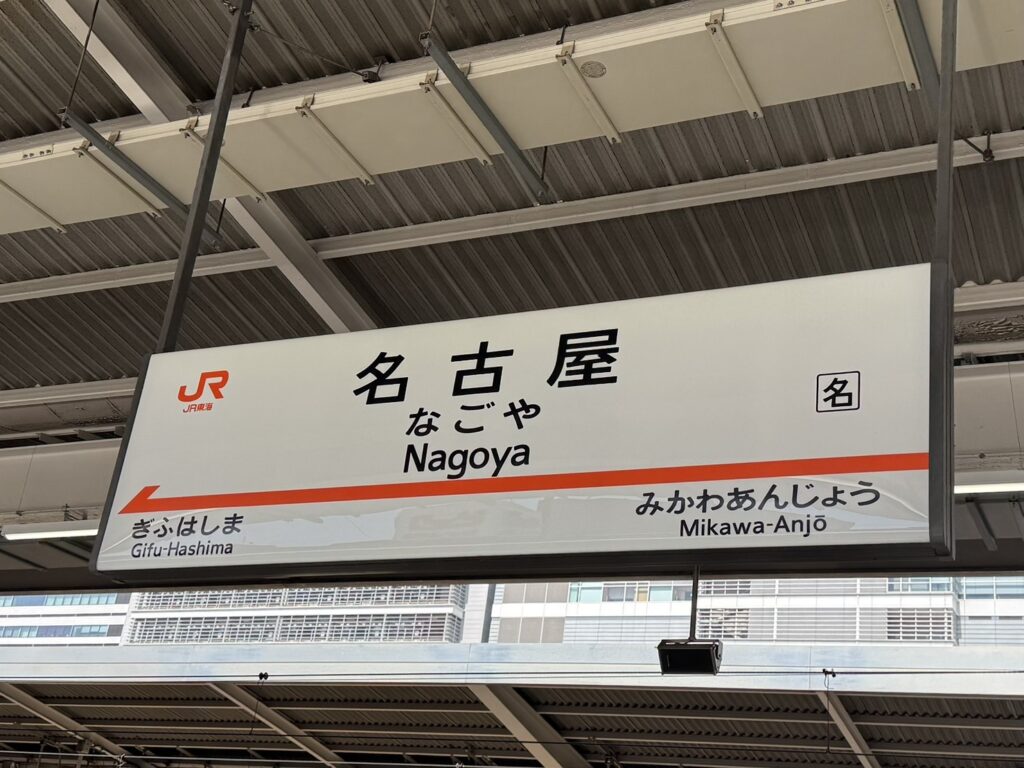 JR
JR東海
名古屋
なごや
Nagoya
名
ぎふはしま
Gifu-Hashima
みかわあんじょう
Mikawa-Anjō